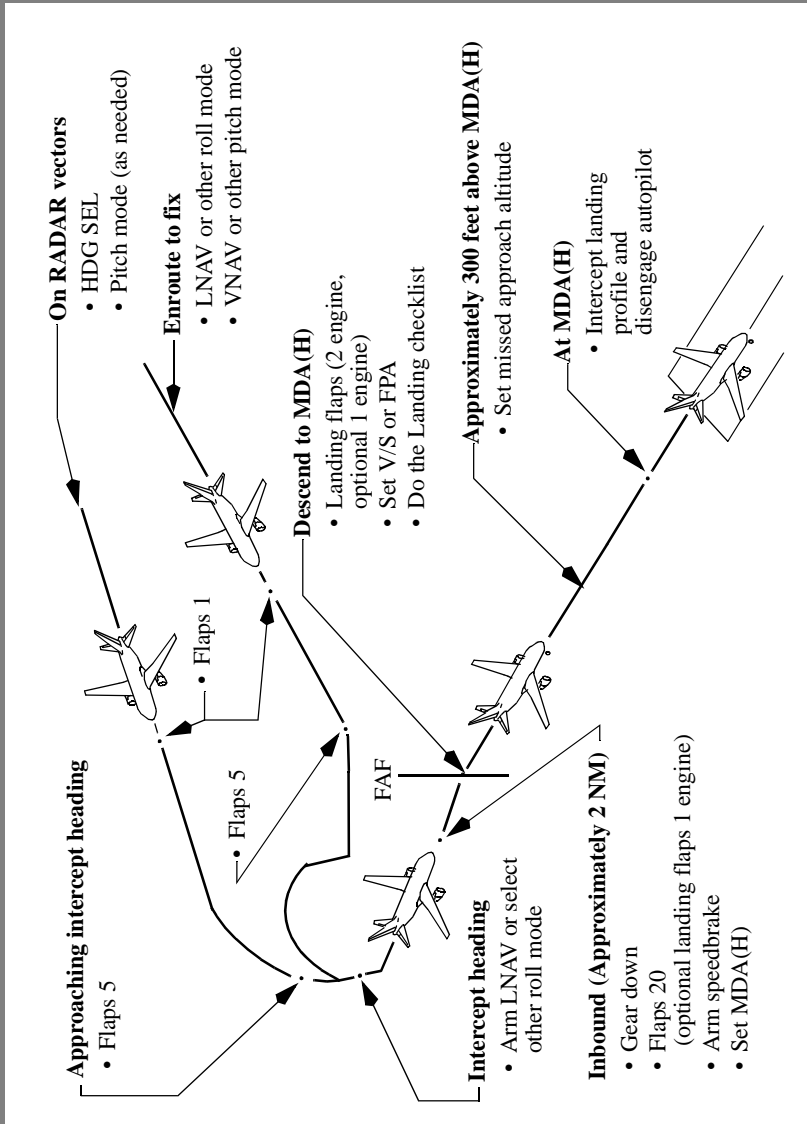 Approaching intercept heading
• Flaps 5
On RADAR vectors
• HDG SEL
• Pitch mode (as needed)
• Flaps 1
Enroute to fix
• LNAV or other roll mode
• VNAV or other pitch mode
• Flaps 5
Intercept heading
• Arm LNAV or select
other roll mode
FAF
Descend to MDA(H)
• Landing flaps (2 engine,
optional 1 engine)
• Set V/S or FPA
• Do the Landing checklist
Inbound (Approximately 2 NM)
• Gear down
• Flaps 20
(optional landing flaps 1 engine)
• Arm speedbrake
• Set MDA(H)
Approximately 300 feet above MDA(H)
• Set missed approach altitude
At MDA(H)
• Intercept landing
profile and
disengage autopilot